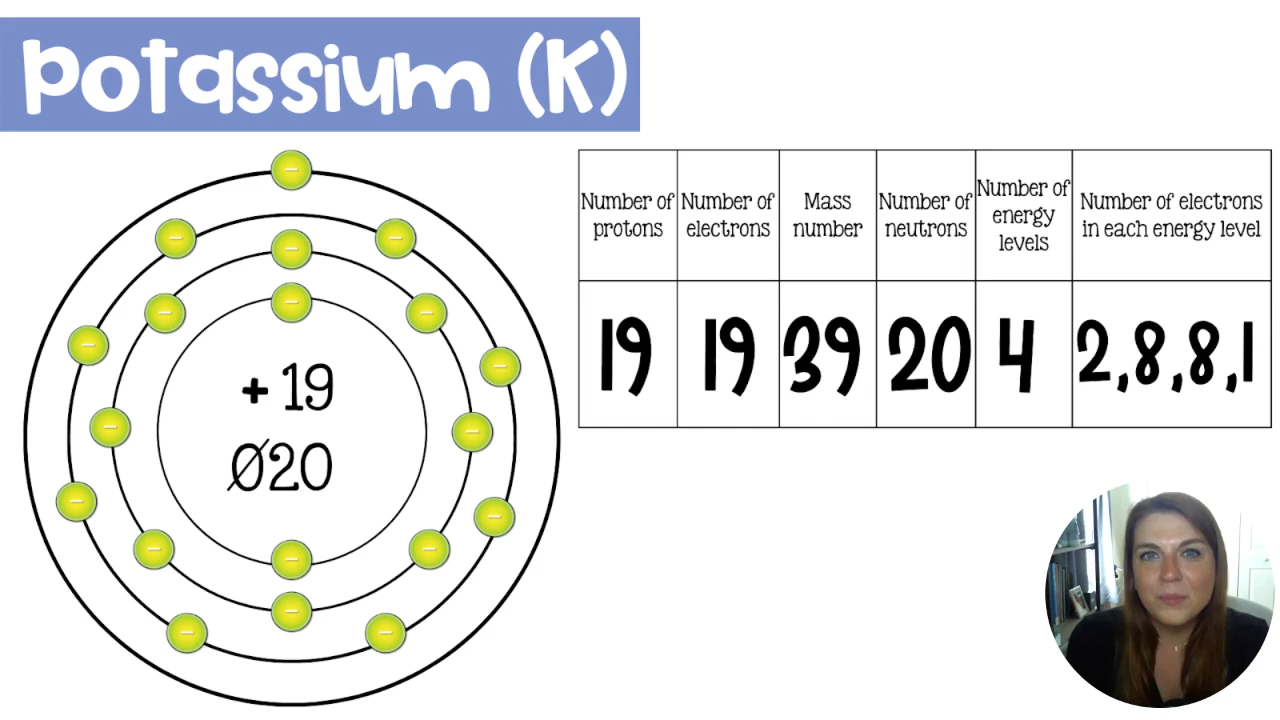 Potassium (K)
Number of protons
Number of electrons
Mass number
Number of neutrons
Number of energy levels
Number of electrons in each energy level
19
19
39
20
4
2,8,8,1
+ 19
Ø20